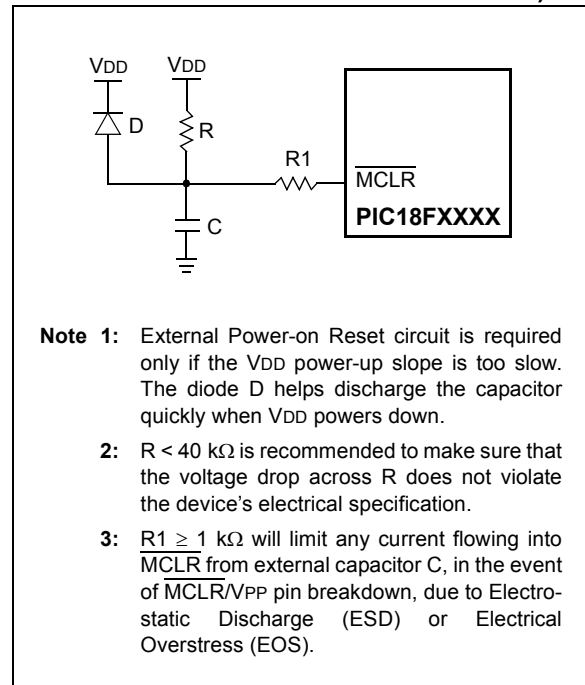 VDD VDD
D
R
R1
MCLR
PIC18FXXXX
C
Note 1: External Power-on Reset circuit is required
only if the VDD power-up slope is too slow.
The diode D helps discharge the capacitor
quickly when VDD powers down.
2: R < 40 kΩ is recommended to make sure that
the voltage drop across R does not violate
the device's electrical specification.
3: R1 ≥ 1 kΩ will limit any current flowing into
MCLR from external capacitor C, in the event
of MCLR/VPP pin breakdown, due to Electro-
static Discharge (ESD) or Electrical
Overstress (EOS).